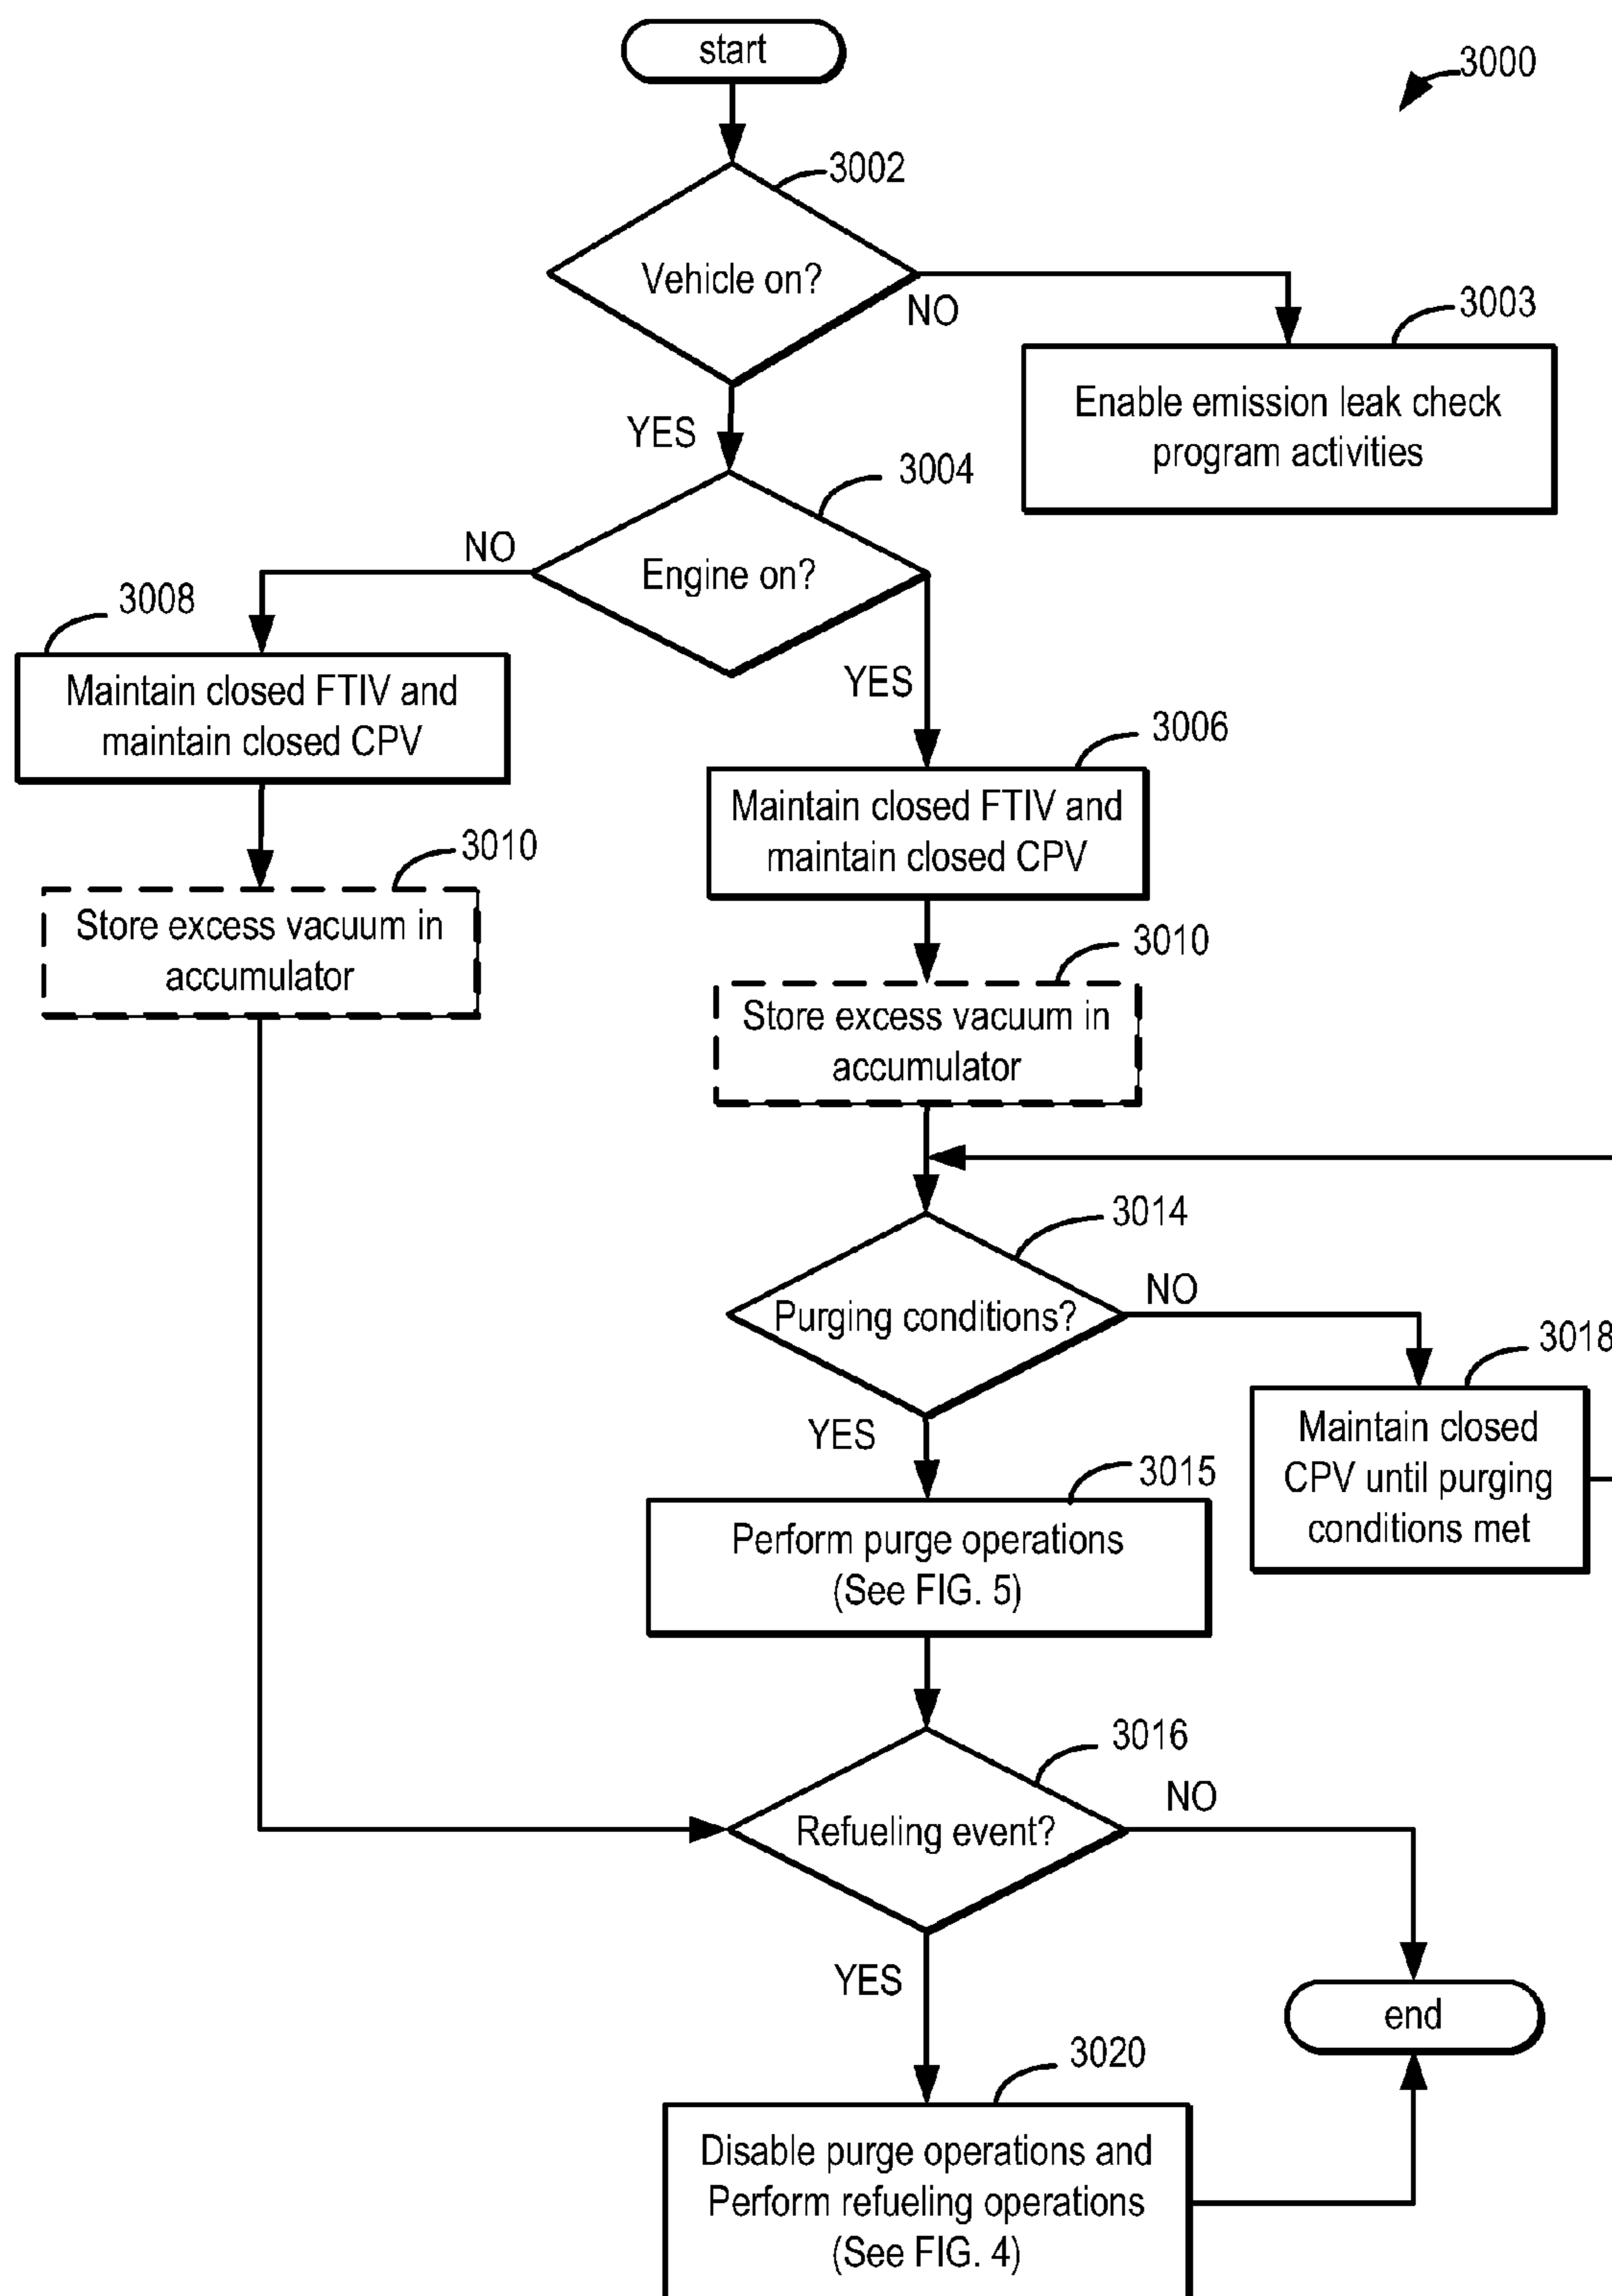 start
3000
3002
Vehicle on?
NO
3003
Enable emission leak check
program activities
YES
3004
Engine on?
NO
3008
Maintain closed FTIV and
maintain closed CPV
YES
3006
Maintain closed FTIV and
maintain closed CPV
3010
Store excess vacuum in
accumulator
3010
Store excess vacuum in
accumulator
3014
Purging conditions?
NO
3018
Maintain closed
CPV until purging
conditions met
YES
3015
Perform purge operations
(See FIG. 5)
3016
Refueling event?
NO
YES
end
3020
Disable purge operations and
Perform refueling operations
(See FIG. 4)